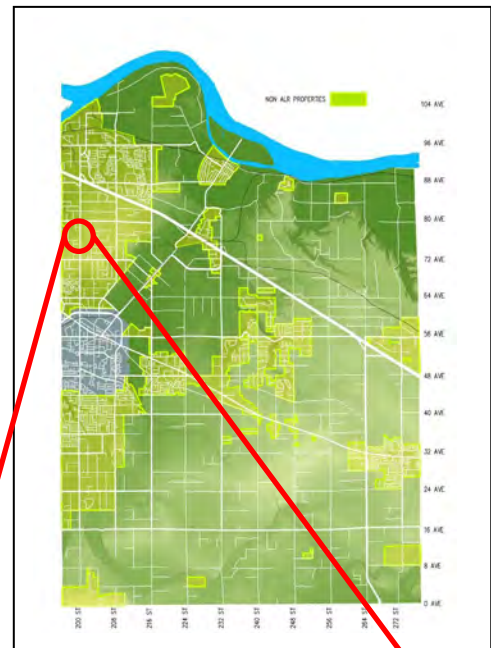 NON ALR PROPERTIES
104 AVE
96 AVE
88 AVE
80 AVE
72 AVE
64 AVE
56 AVE
48 AVE
40 AVE
32 AVE
24 AVE
16 AVE
8 AVE
0 AVE
200 ST
208 ST
216 ST
224 ST
232 ST
240 ST
248 ST
256 ST
264 ST
272 ST